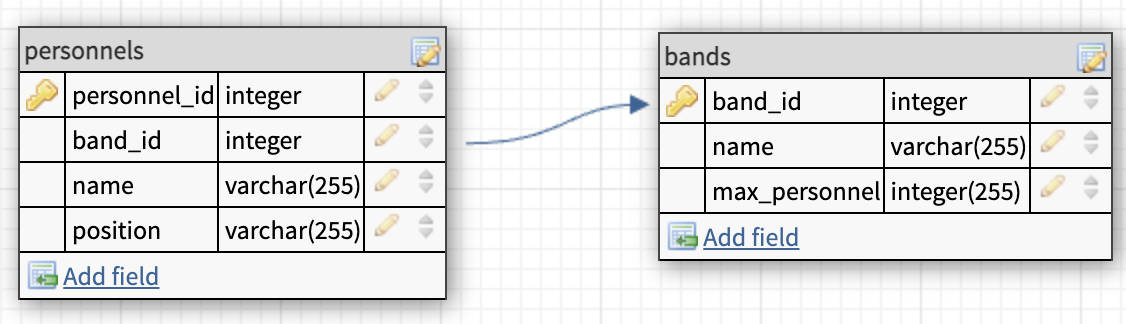 personnels
personnel_id integer
band_id integer
name varchar(255)
position varchar(255)
Add field
bands
band_id integer
name varchar(255)
max_personnel integer(255)
Add field